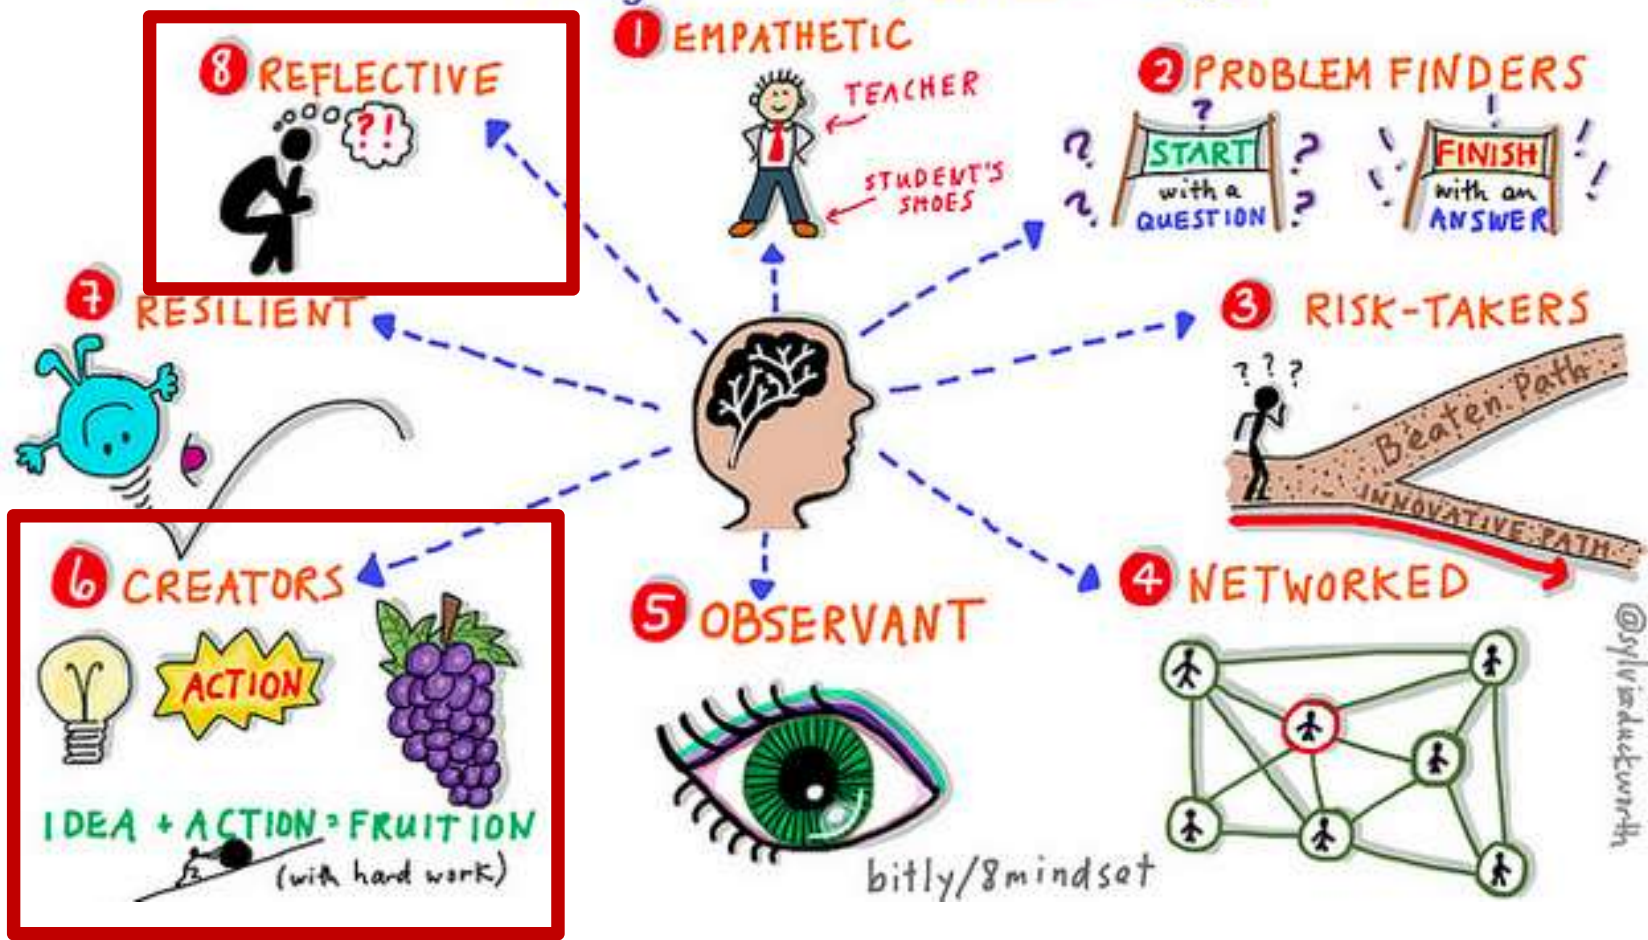 1 EMPATHETIC
TEACHER
STUDENT'S
SHOES
2 PROBLEM FINDERS
?
? START ?
? with a ?
QUESTION
!
! FINISH !
! with an !
ANSWER
3 RISK-TAKERS
? ? ?
Beaten Path
INNOVATIVE PATH
4 NETWORKED
5 OBSERVANT
6 CREATORS
ACTION
IDEA + ACTION = FRUITION
(with hard work)
7 RESILIENT
8 REFLECTIVE
?!
bitly/8mindset
@sylviaduckworth